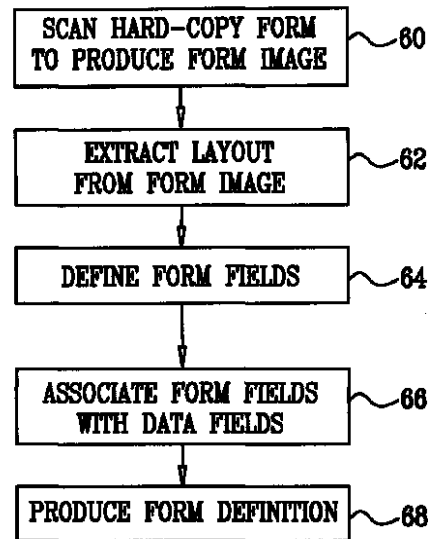 SCAN HARD-COPY FORM
TO PRODUCE FORM IMAGE
60
EXTRACT LAYOUT
FROM FORM IMAGE
62
DEFINE FORM FIELDS
64
ASSOCIATE FORM FIELDS
WITH DATA FIELDS
66
PRODUCE FORM DEFINITION
68